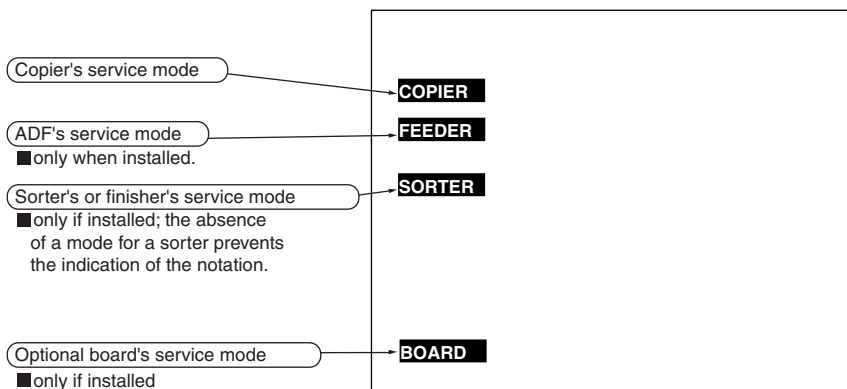 Copier's service mode
COPIER
ADF's service mode
FEEDER
■only when installed.
Sorter's or finisher's service mode
SORTER
■only if installed; the absence
of a mode for a sorter prevents
the indication of the notation.
Optional board's service mode
BOARD
■only if installed